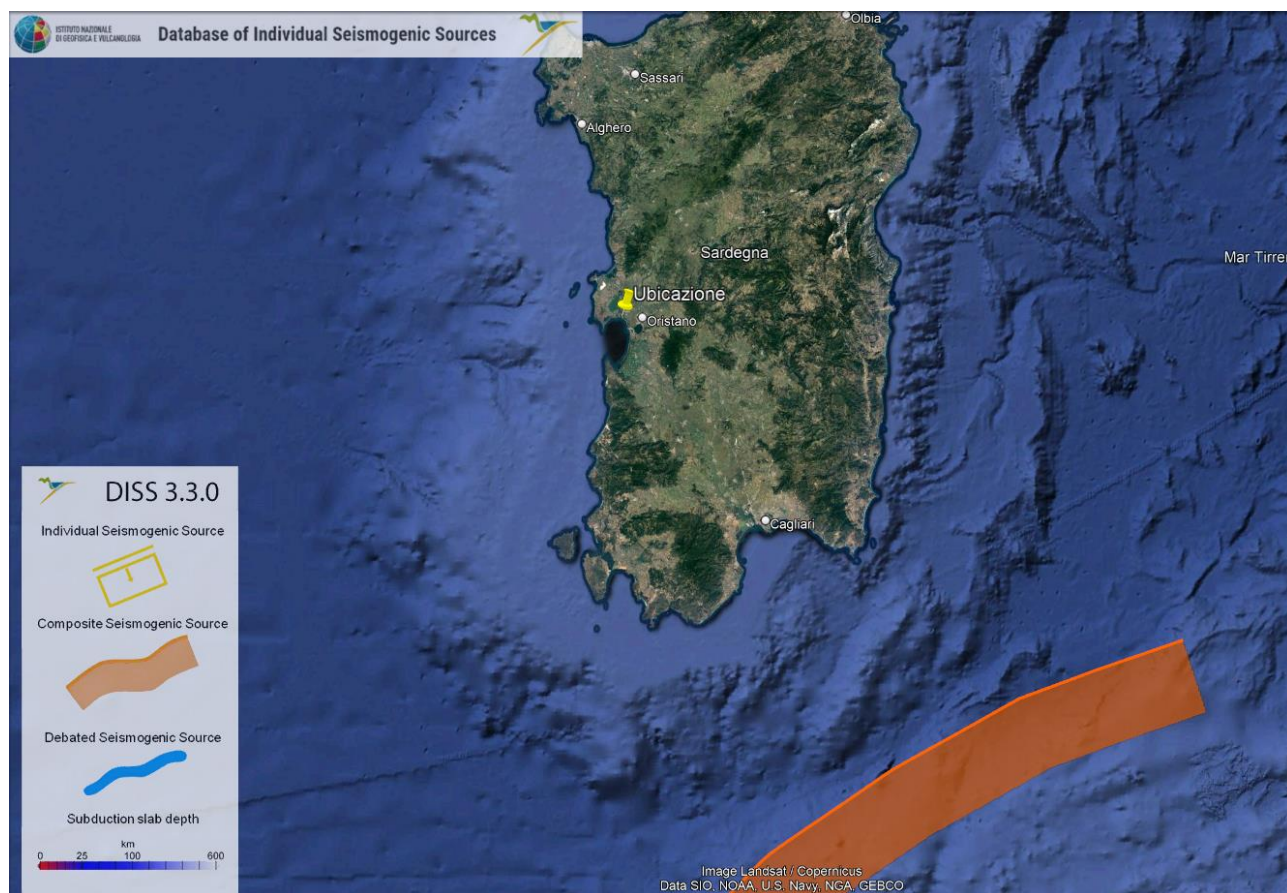 ISTITUTO NAZIONALE
DI GEOFISICA E VULCANOLOGIA
Database of Individual Seismogenic Sources
Olbia
Sassari
Alghero
Sardegna
Mar Tirre
Ubicazione
Oristano
Cagliari
DISS 3.3.0
Individual Seismogenic Source
Composite Seismogenic Source
Debated Seismogenic Source
Subduction slab depth
km
0 25 100 600
Image Landsat / Copernicus
Data SIO, NOAA, U.S. Navy, NGA, GEBCO